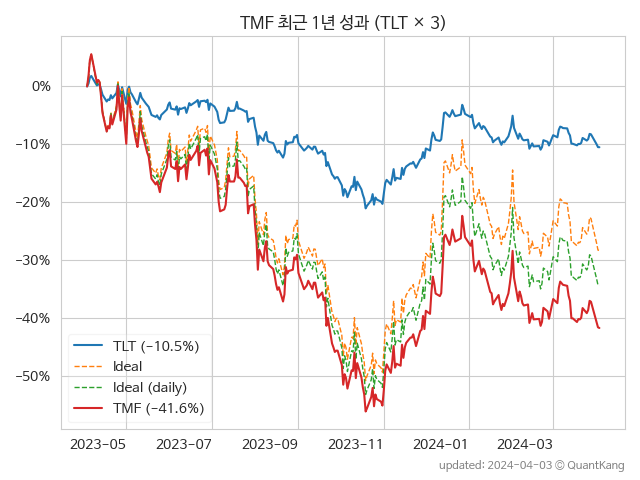 TMF 최근 1년 성과 (TLT × 3)
0%
−10%
−20%
−30%
−40%
−50%
TLT (−10.5%)
Ideal
Ideal (daily)
TMF (−41.6%)
2023−05
2023−07
2023−09
2023−11
2024−01
2024−03
updated: 2024−04−03 © QuantKang